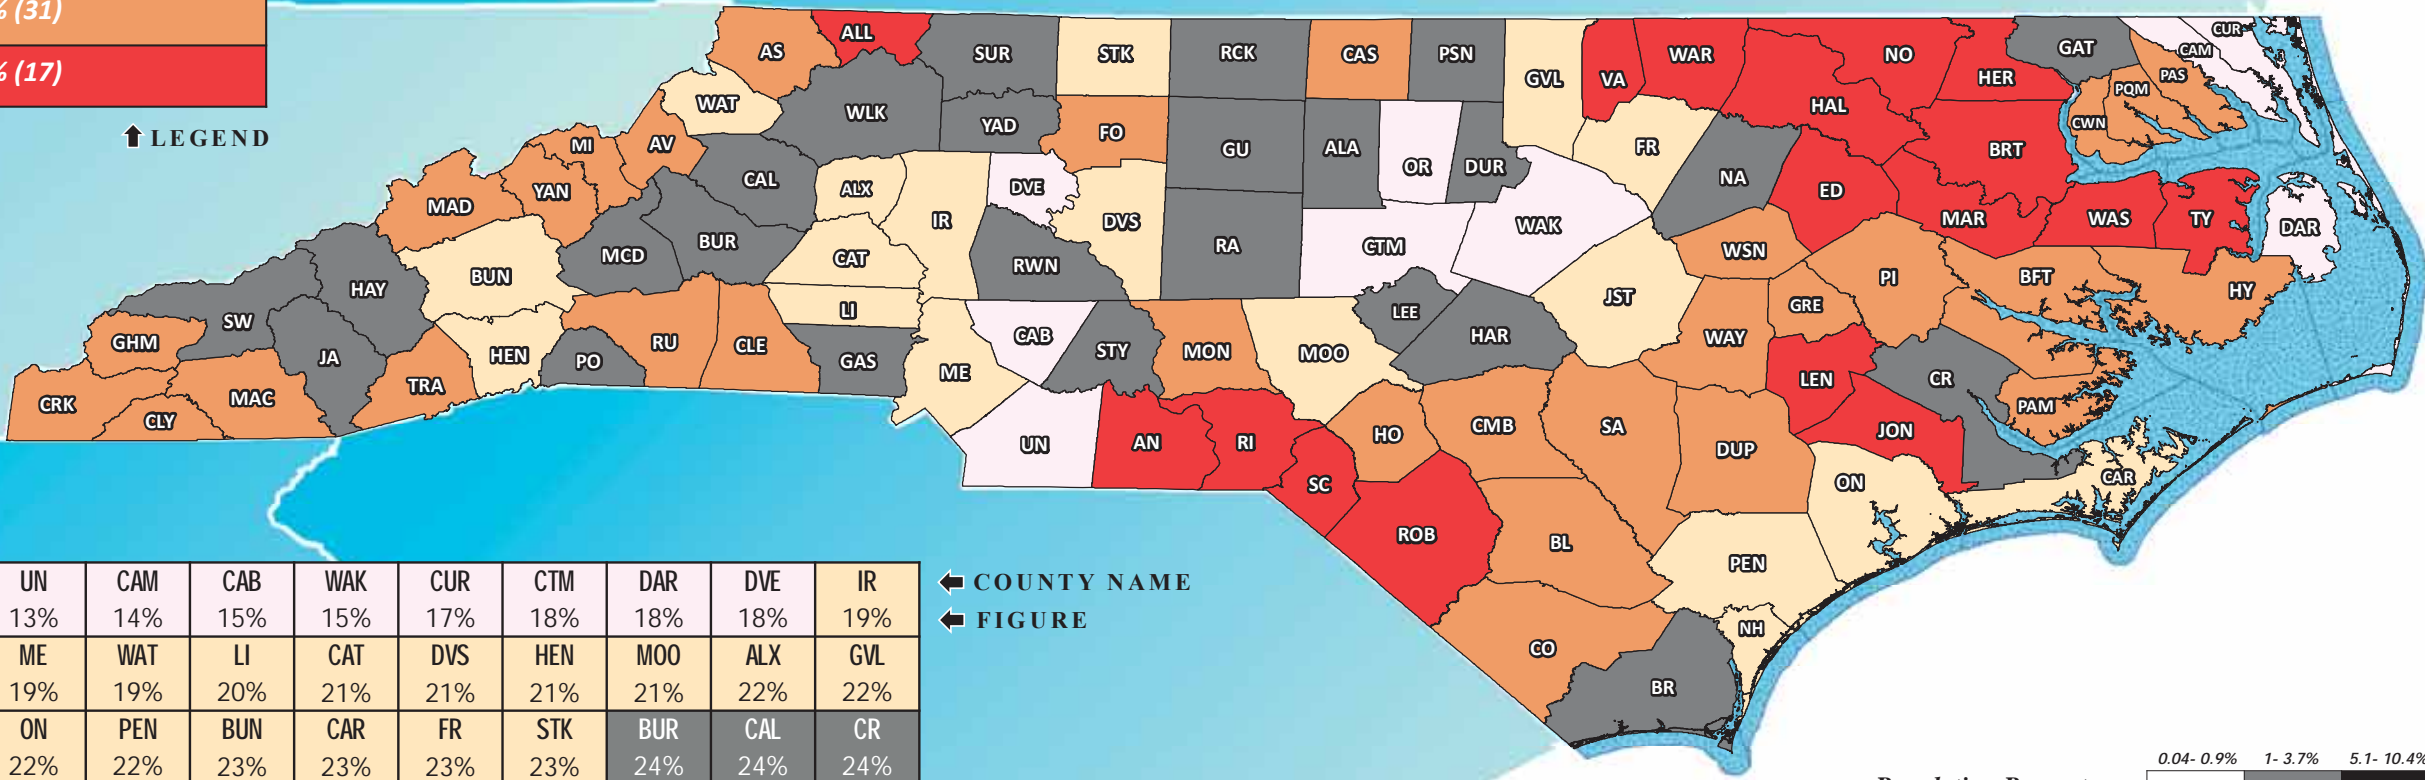 % (31)
% (17)
LEGEND
AS
ALL
SUR
STK
RCK
CAS
PSN
GVL
VA
WAR
NO
HER
GAT
CAM
CUR
WAT
WLK
YAD
FO
GU
ALA
OR
DUR
FR
HAL
BRT
CWN
PQM
PAS
MI
AV
CAL
ALX
IR
DVE
DVS
RA
CTM
WAK
NA
ED
MAR
WAS
TY
DAR
MAD
YAN
MCD
BUR
CAT
RWN
LEE
HAR
JST
WSN
PI
BFT
HY
HAY
BUN
LI
GRE
GHM
SW
JA
HEN
PO
RU
CLE
GAS
ME
CAB
STY
MON
MOO
WAY
LEN
CR
PAM
CRK
CLY
MAC
TRA
UN
AN
RI
SC
HO
CMB
SA
DUP
JON
ON
CAR
ROB
BL
PEN
NH
CO
BR
UN CAM CAB WAK CUR CTM DAR DVE IR
13% 14% 15% 15% 17% 18% 18% 18% 19%
ME WAT LI CAT DVS HEN MOO ALX GVL
19% 19% 20% 21% 21% 21% 21% 22% 22%
ON PEN BUN CAR FR STK BUR CAL CR
22% 22% 23% 23% 23% 23% 24% 24% 24%
COUNTY NAME
FIGURE
0.04- 0.9% 1- 3.7% 5.1- 10.4%